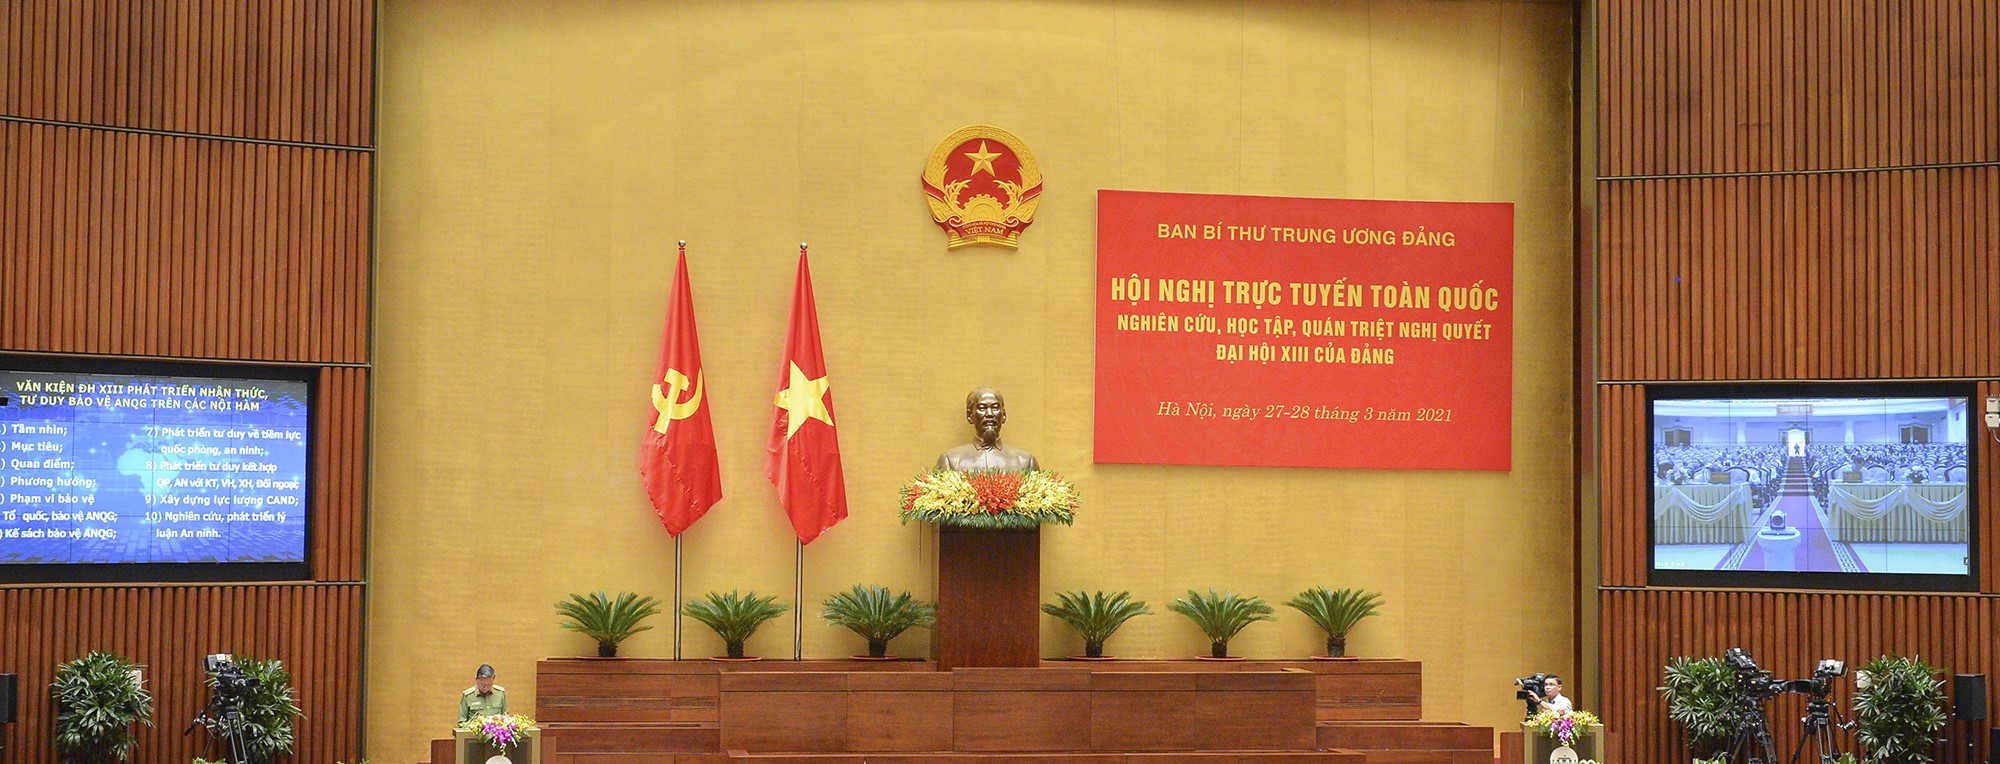 VĂN KIỆN ĐH XIII PHÁT TRIỂN NHẬN THỨC,
TƯ DUY BẢO VỆ ANQG TRÊN CÁC NỘI HÀM
) Tầm nhìn;
) Mục tiêu;
) Quan điểm;
) Phương hướng;
) Phạm vi bảo vệ
Tổ quốc, bảo vệ ANQG;
) Kế sách bảo vệ ANQG;
7) Phát triển tư duy về tiềm lực
quốc phòng, an ninh;
8) Phát triển tư duy kết hợp
QP, AN với KT, VH, XH, Đối ngoại;
9) Xây dựng lực lượng CAND;
10) Nghiên cứu, phát triển lý
luận An ninh.
VIỆT NAM
BAN BÍ THƯ TRUNG ƯƠNG ĐẢNG
HỘI NGHỊ TRỰC TUYẾN TOÀN QUỐC
NGHIÊN CỨU, HỌC TẬP, QUÁN TRIỆT NGHỊ QUYẾT
ĐẠI HỘI XIII CỦA ĐẢNG
Hà Nội, ngày 27-28 tháng 3 năm 2021